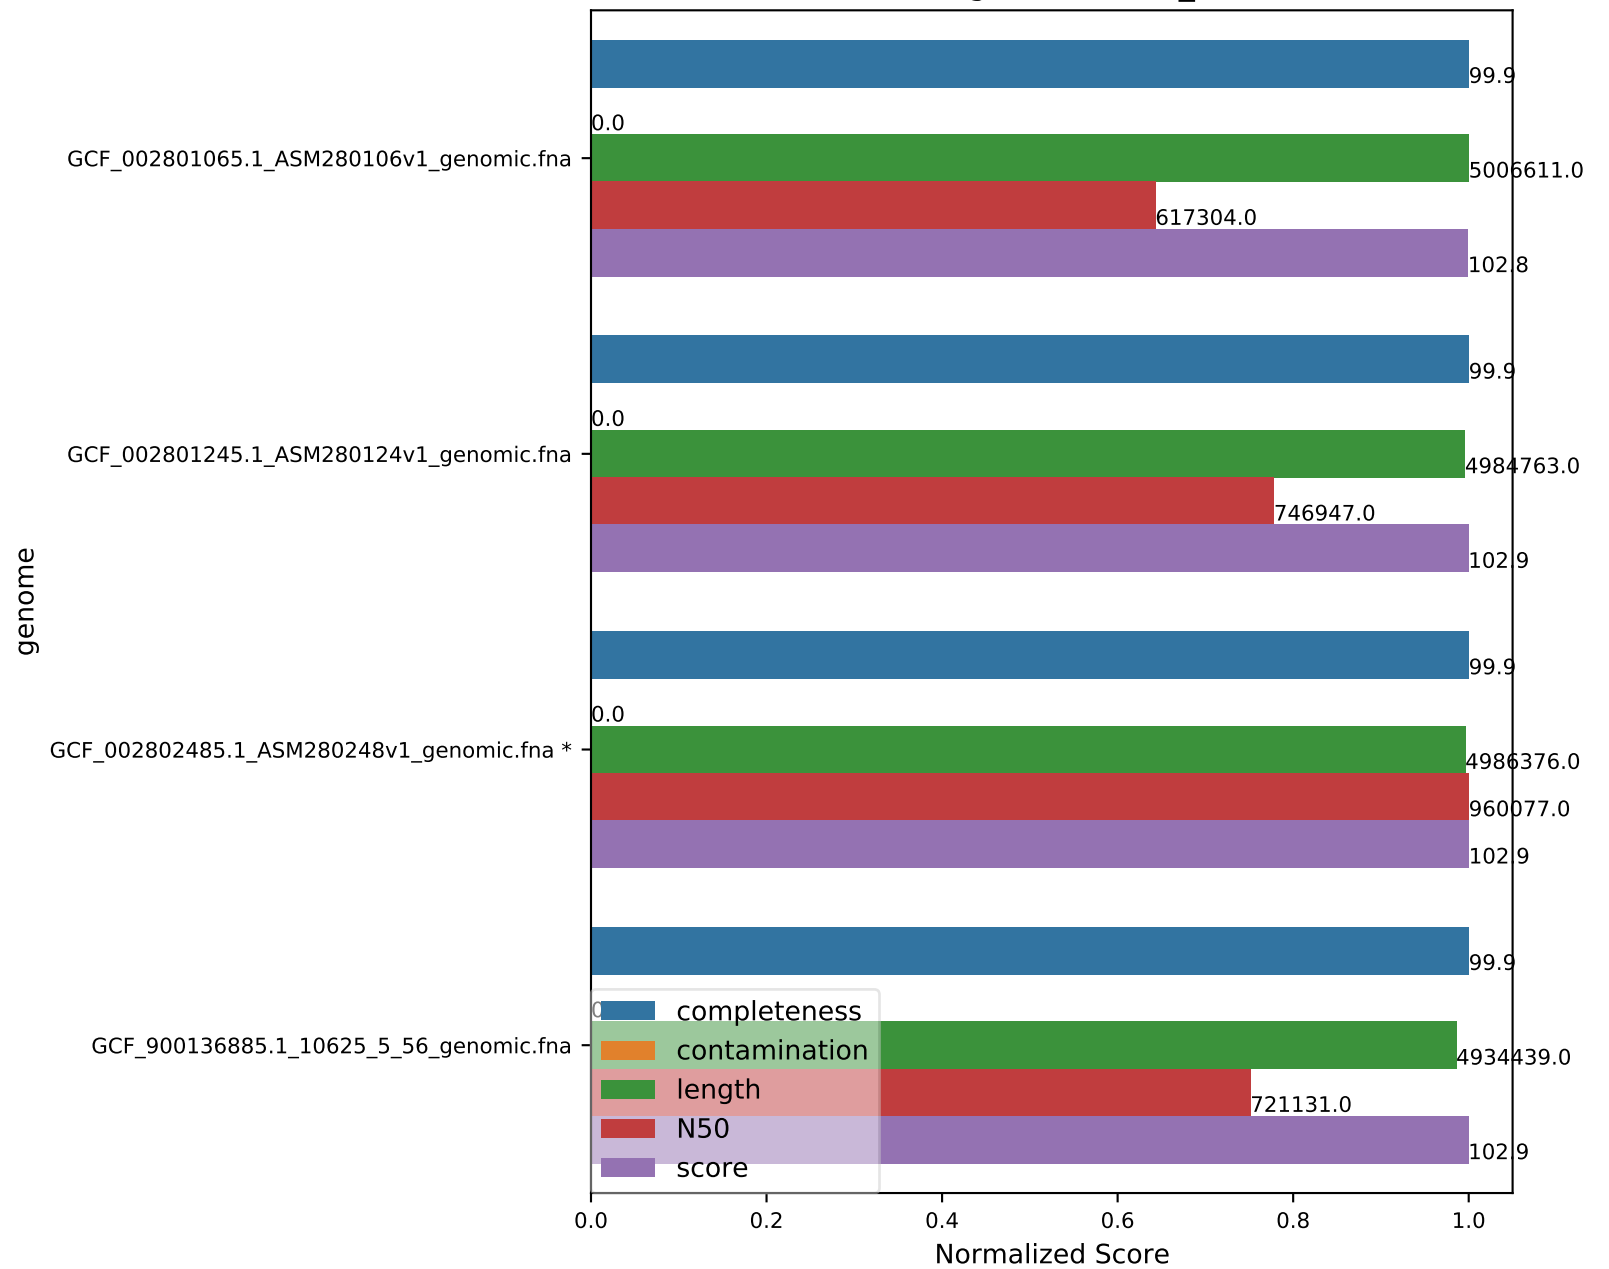 99.9
0.0
GCF_002801065.1_ASM280106v1_genomic.fna
5006611.0
617304.0
102.8
99.9
0.0
GCF_002801245.1_ASM280124v1_genomic.fna
4984763.0
746947.0
102.9
genome
99.9
0.0
GCF_002802485.1_ASM280248v1_genomic.fna *
4986376.0
960077.0
102.9
99.9
GCF_900136885.1_10625_5_56_genomic.fna
4934439.0
721131.0
102.9
completeness
contamination
length
N50
score
0.0 0.2 0.4 0.6 0.8 1.0
Normalized Score